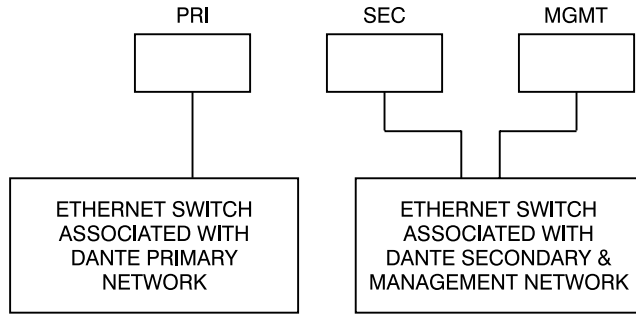 PRI
SEC
MGMT
ETHERNET SWITCH
ASSOCIATED WITH
DANTE PRIMARY
NETWORK
ETHERNET SWITCH
ASSOCIATED WITH
DANTE SECONDARY &
MANAGEMENT NETWORK